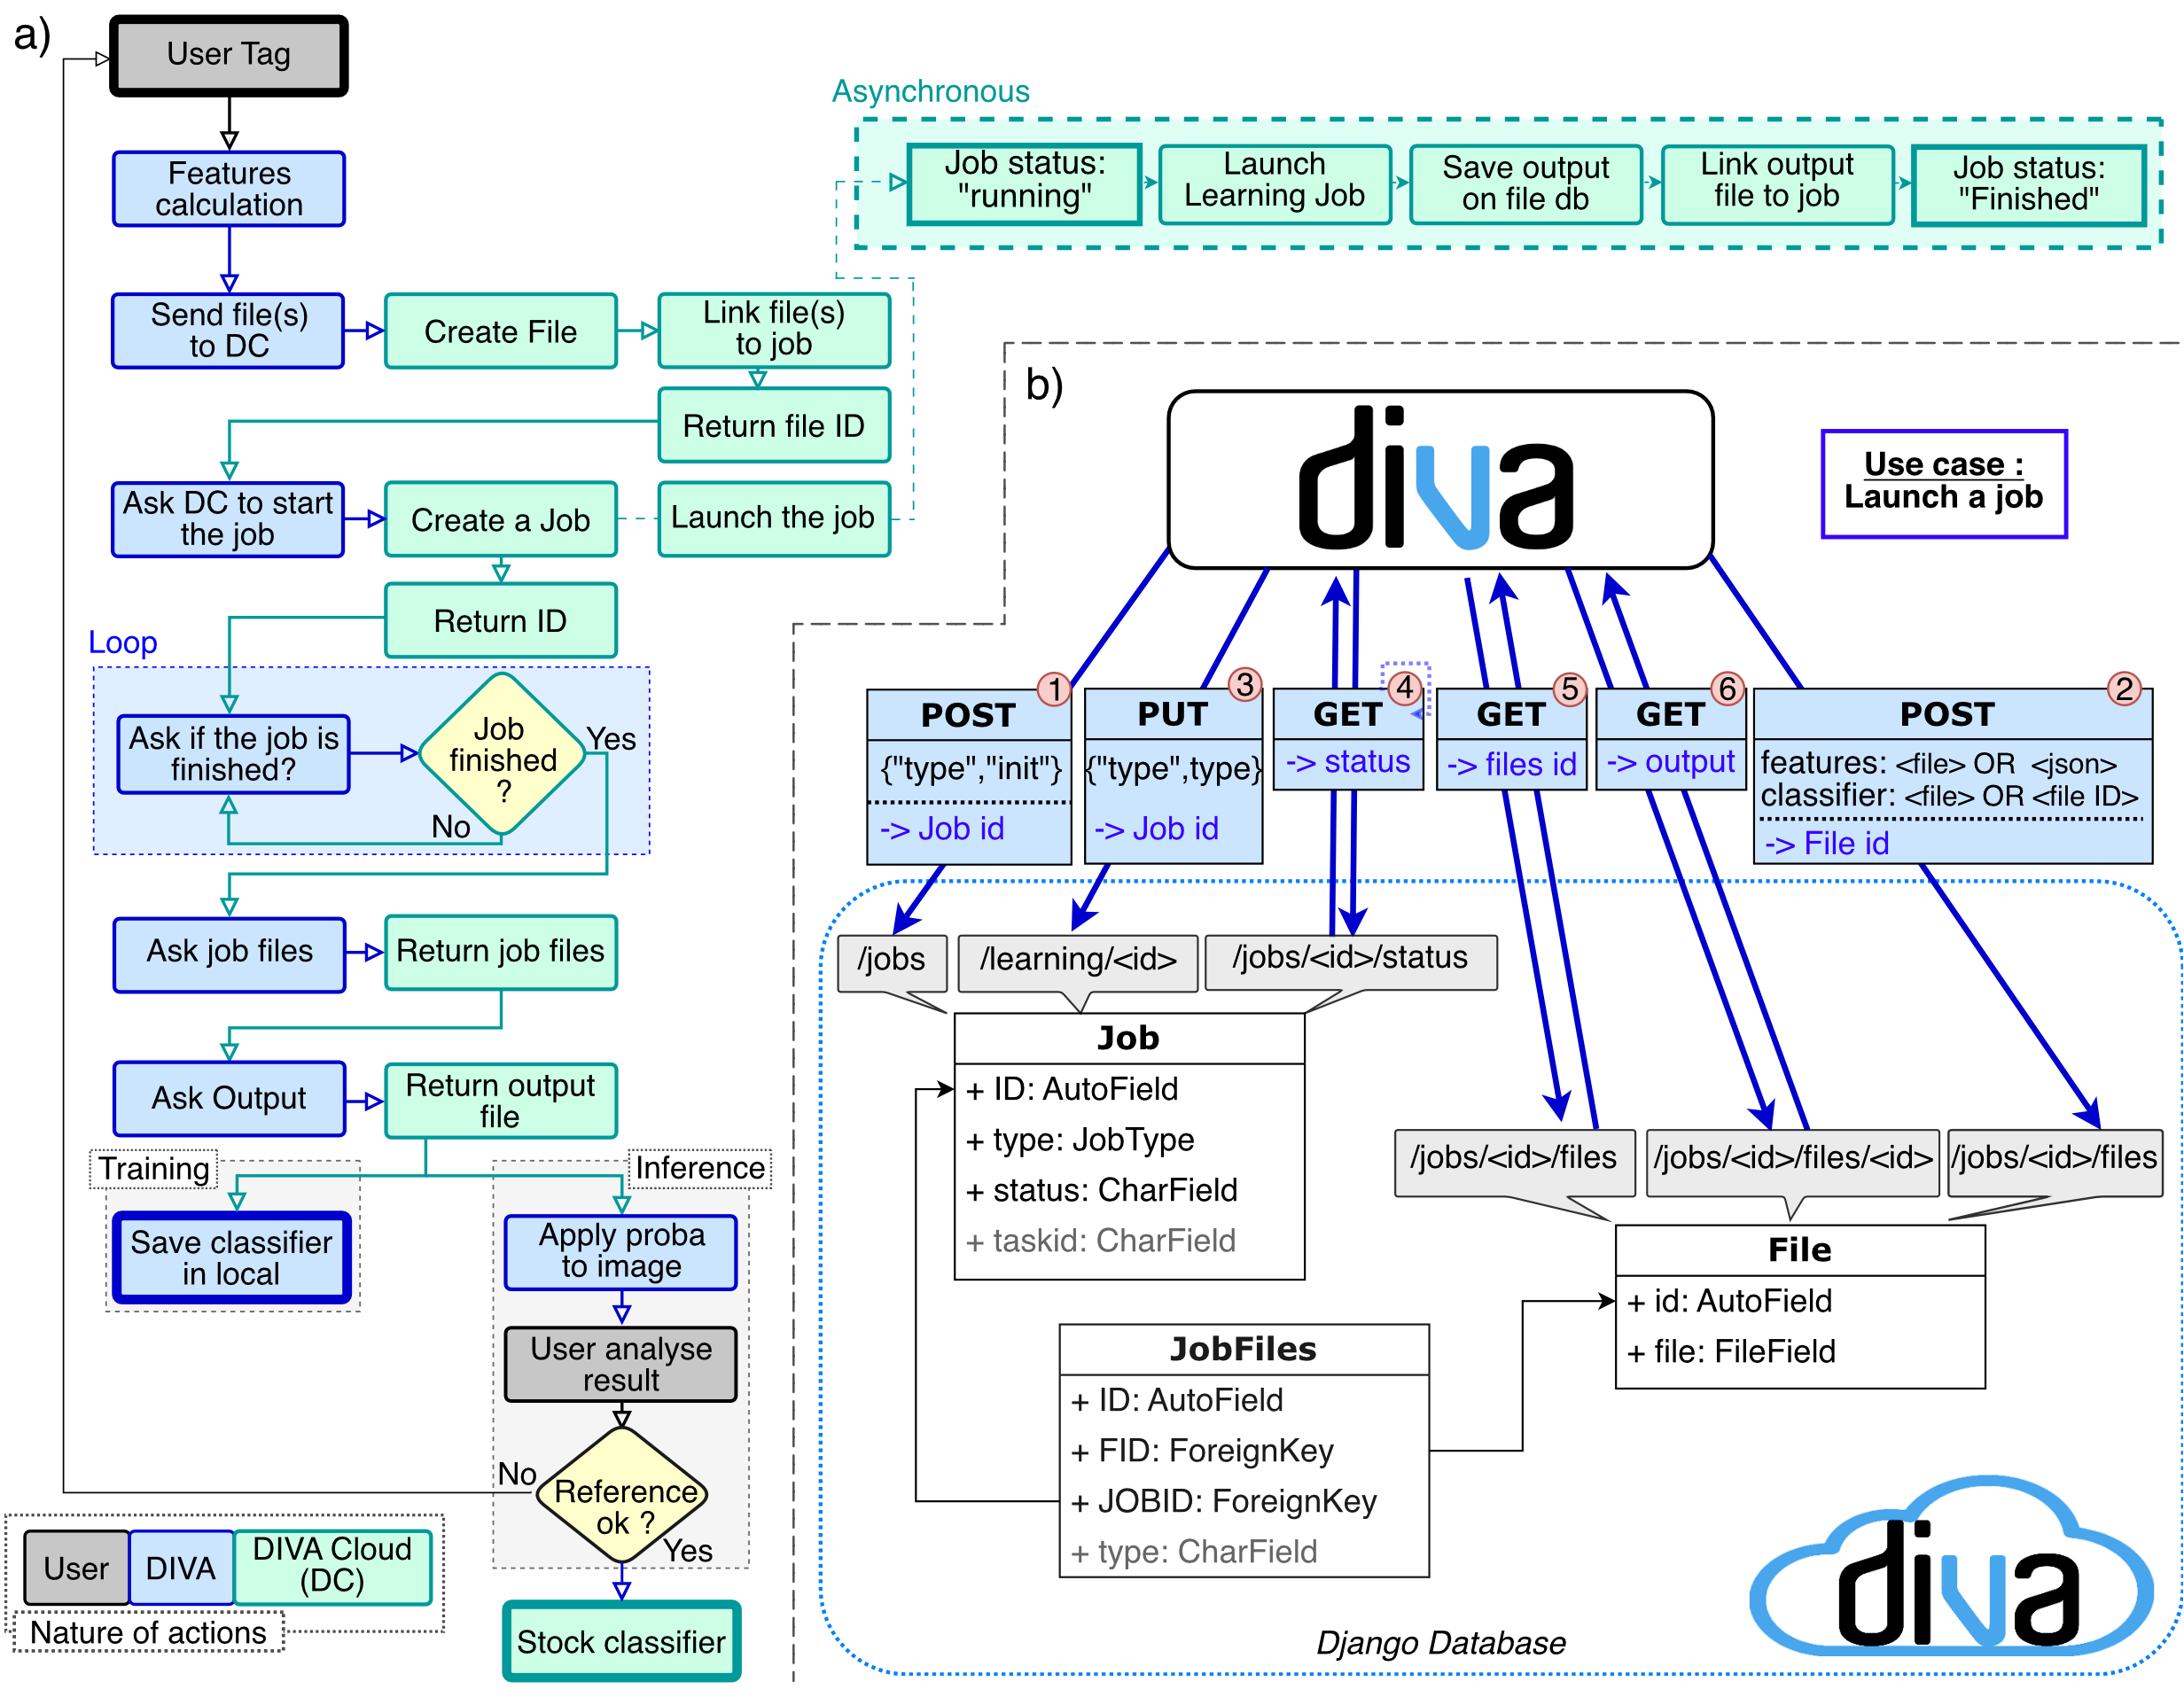 a)
User Tag
Features
calculation
Send file(s)
to DC
Create File
Link file(s)
to job
Return file ID
Ask DC to start
the job
Create a Job
Launch the job
Return ID
Loop
Ask if the job is
finished?
Job
finished
?
Yes
No
Ask job files
Return job files
Ask Output
Return output
file
Training
Inference
Save classifier
in local
Apply proba
to image
User analyse
result
Reference
ok ?
No
Yes
Stock classifier
User
DIVA
DIVA Cloud
(DC)
Nature of actions
Asynchronous
Job status:
"running"
Launch
Learning Job
Save output
on file db
Link output
file to job
Job status:
"Finished"
b)
diva
Use case :
Launch a job
1
POST
{"type","init"}
-> Job id
3
PUT
{"type",type}
-> Job id
4
GET
-> status
5
GET
-> files id
6
GET
-> output
2
POST
features: <file> OR <json>
classifier: <file> OR <file ID>
-> File id
/jobs
/learning/<id>
/jobs/<id>/status
Job
+ ID: AutoField
+ type: JobType
+ status: CharField
+ taskid: CharField
/jobs/<id>/files
/jobs/<id>/files/<id>
/jobs/<id>/files
File
+ id: AutoField
+ file: FileField
JobFiles
+ ID: AutoField
+ FID: ForeignKey
+ JOBID: ForeignKey
+ type: CharField
diva
Django Database